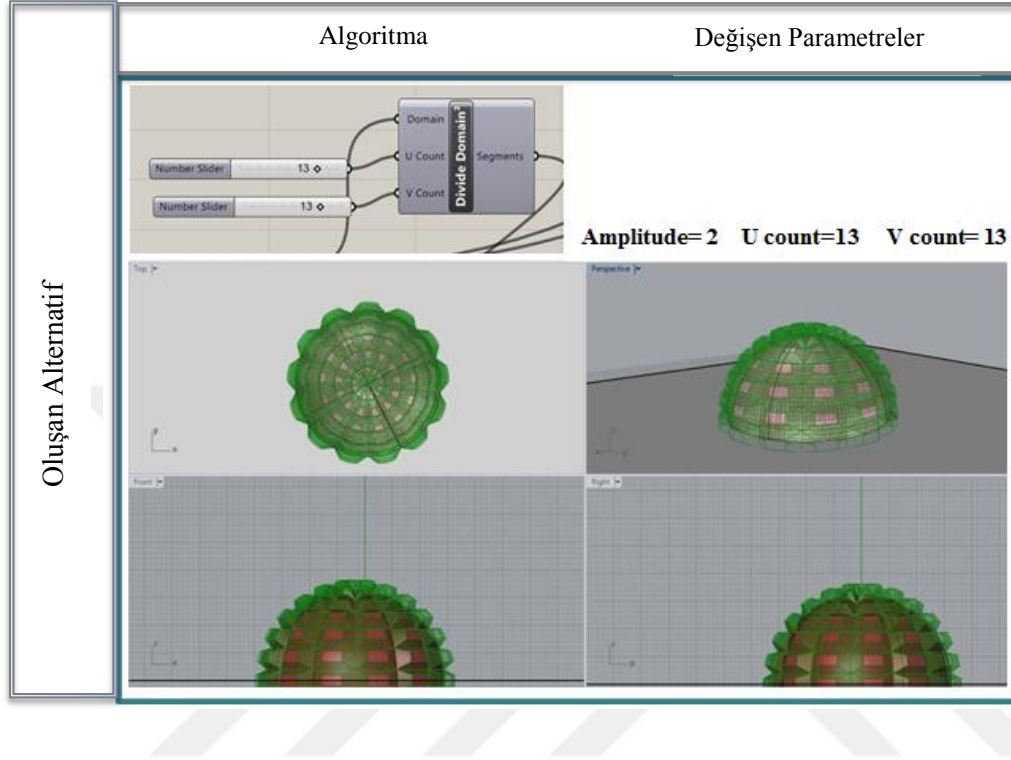 Algoritma
Değişen Parametreler
Oluşan Alternatif
Domain
U Count
V Count
Divide Domain²
Segments
Number Slider 13
Number Slider 13
Amplitude= 2 U count=13 V count= 13
Top
Perspective
Front
Right